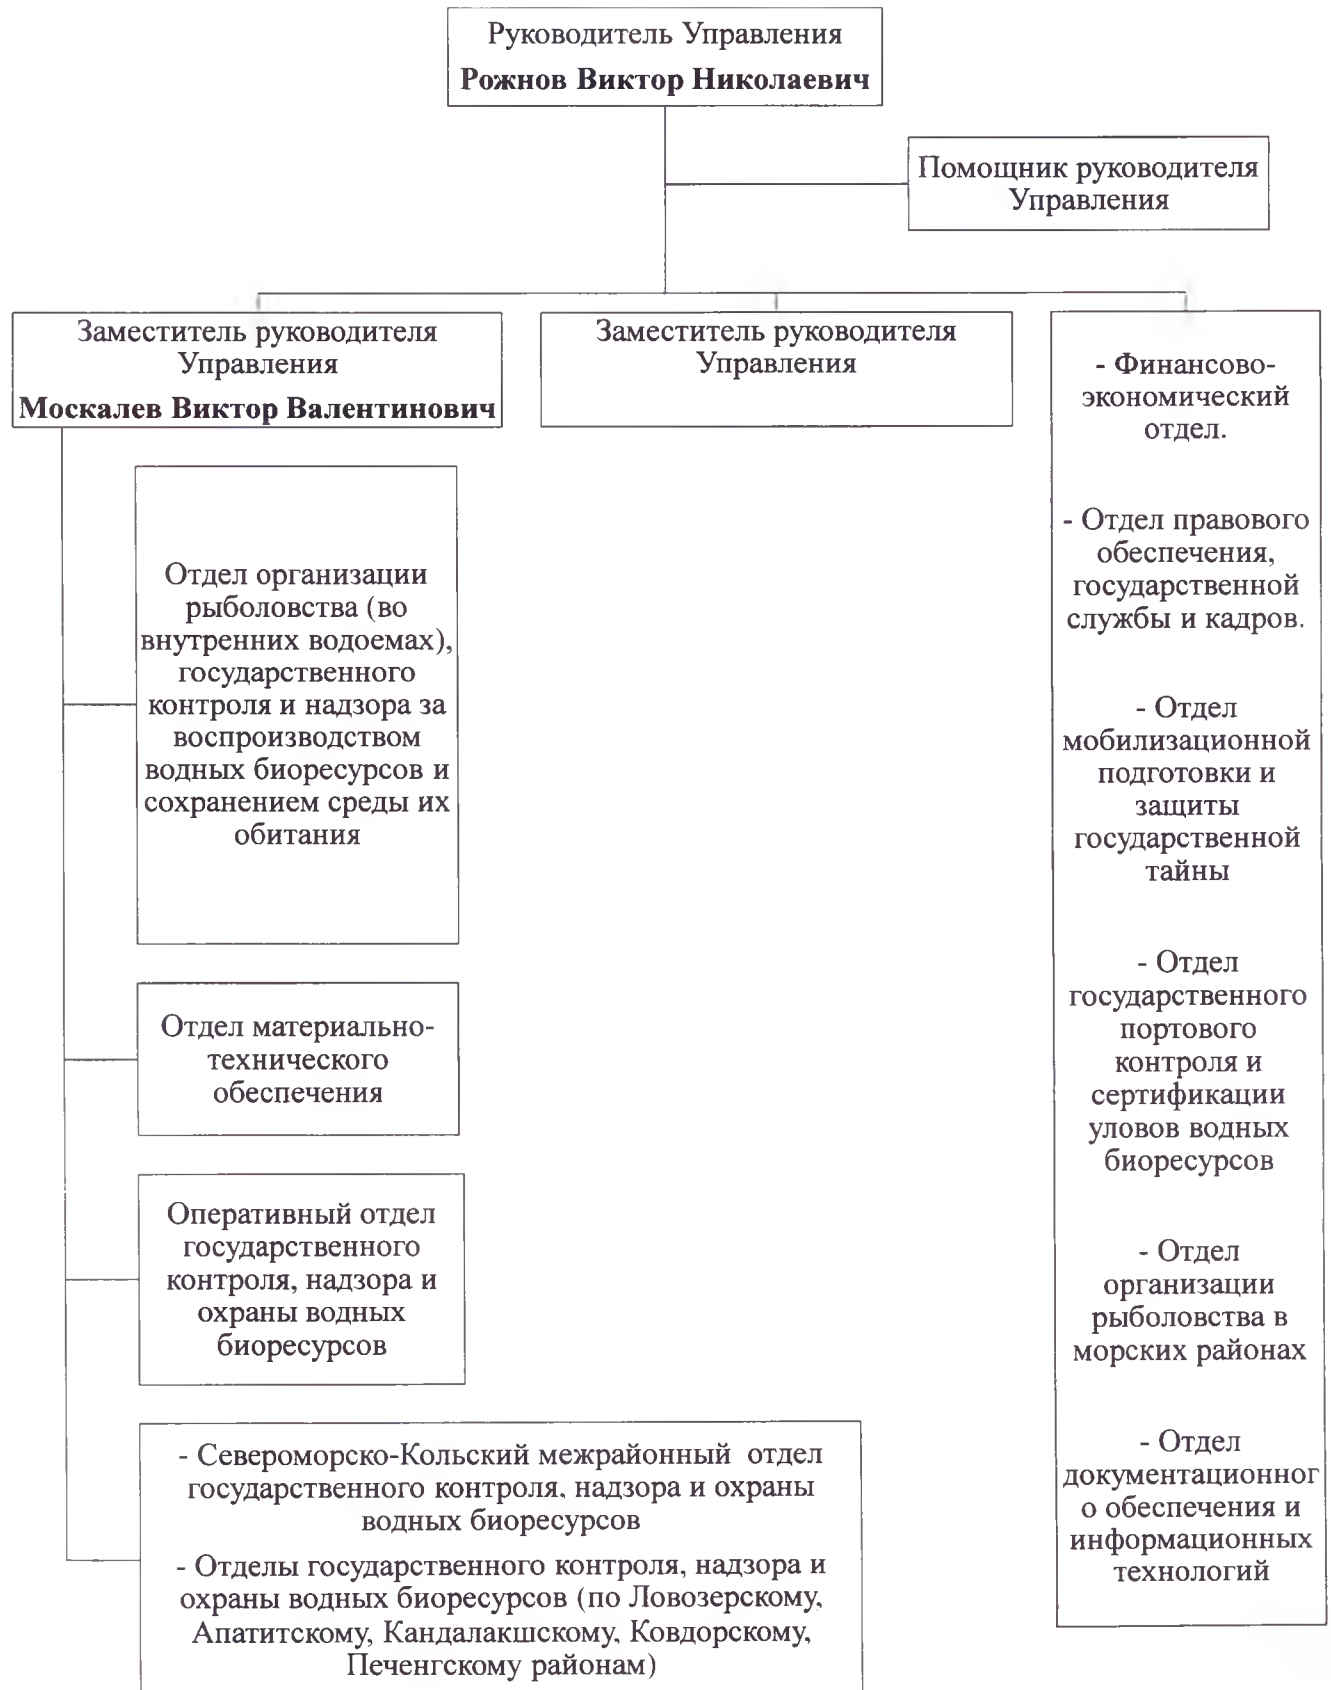 Руководитель Управления
Рожнов Виктор Николаевич
Помощник руководителя
Управления
Заместитель руководителя
Управления
Москалев Виктор Валентинович
Заместитель руководителя
Управления
- Финансово-
экономический
отдел.
- Отдел правового
обеспечения,
государственной
службы и кадров.
- Отдел
мобилизационной
подготовки и
защиты
государственной
тайны
- Отдел
государственного
портового
контроля и
сертификации
уловов водных
биоресурсов
- Отдел
организации
рыболовства в
морских районах
- Отдел
документационног
о обеспечения и
информационных
технологий
Отдел организации
рыболовства (во
внутренних водоемах),
государственного
контроля и надзора за
воспроизводством
водных биоресурсов и
сохранением среды их
обитания
Отдел материально-
технического
обеспечения
Оперативный отдел
государственного
контроля, надзора и
охраны водных
биоресурсов
- Североморско-Кольский межрайонный отдел
государственного контроля, надзора и охраны
водных биоресурсов
- Отделы государственного контроля, надзора и
охраны водных биоресурсов (по Ловозерскому,
Апатитскому, Кандалакшскому, Ковдорскому,
Печенгскому районам)